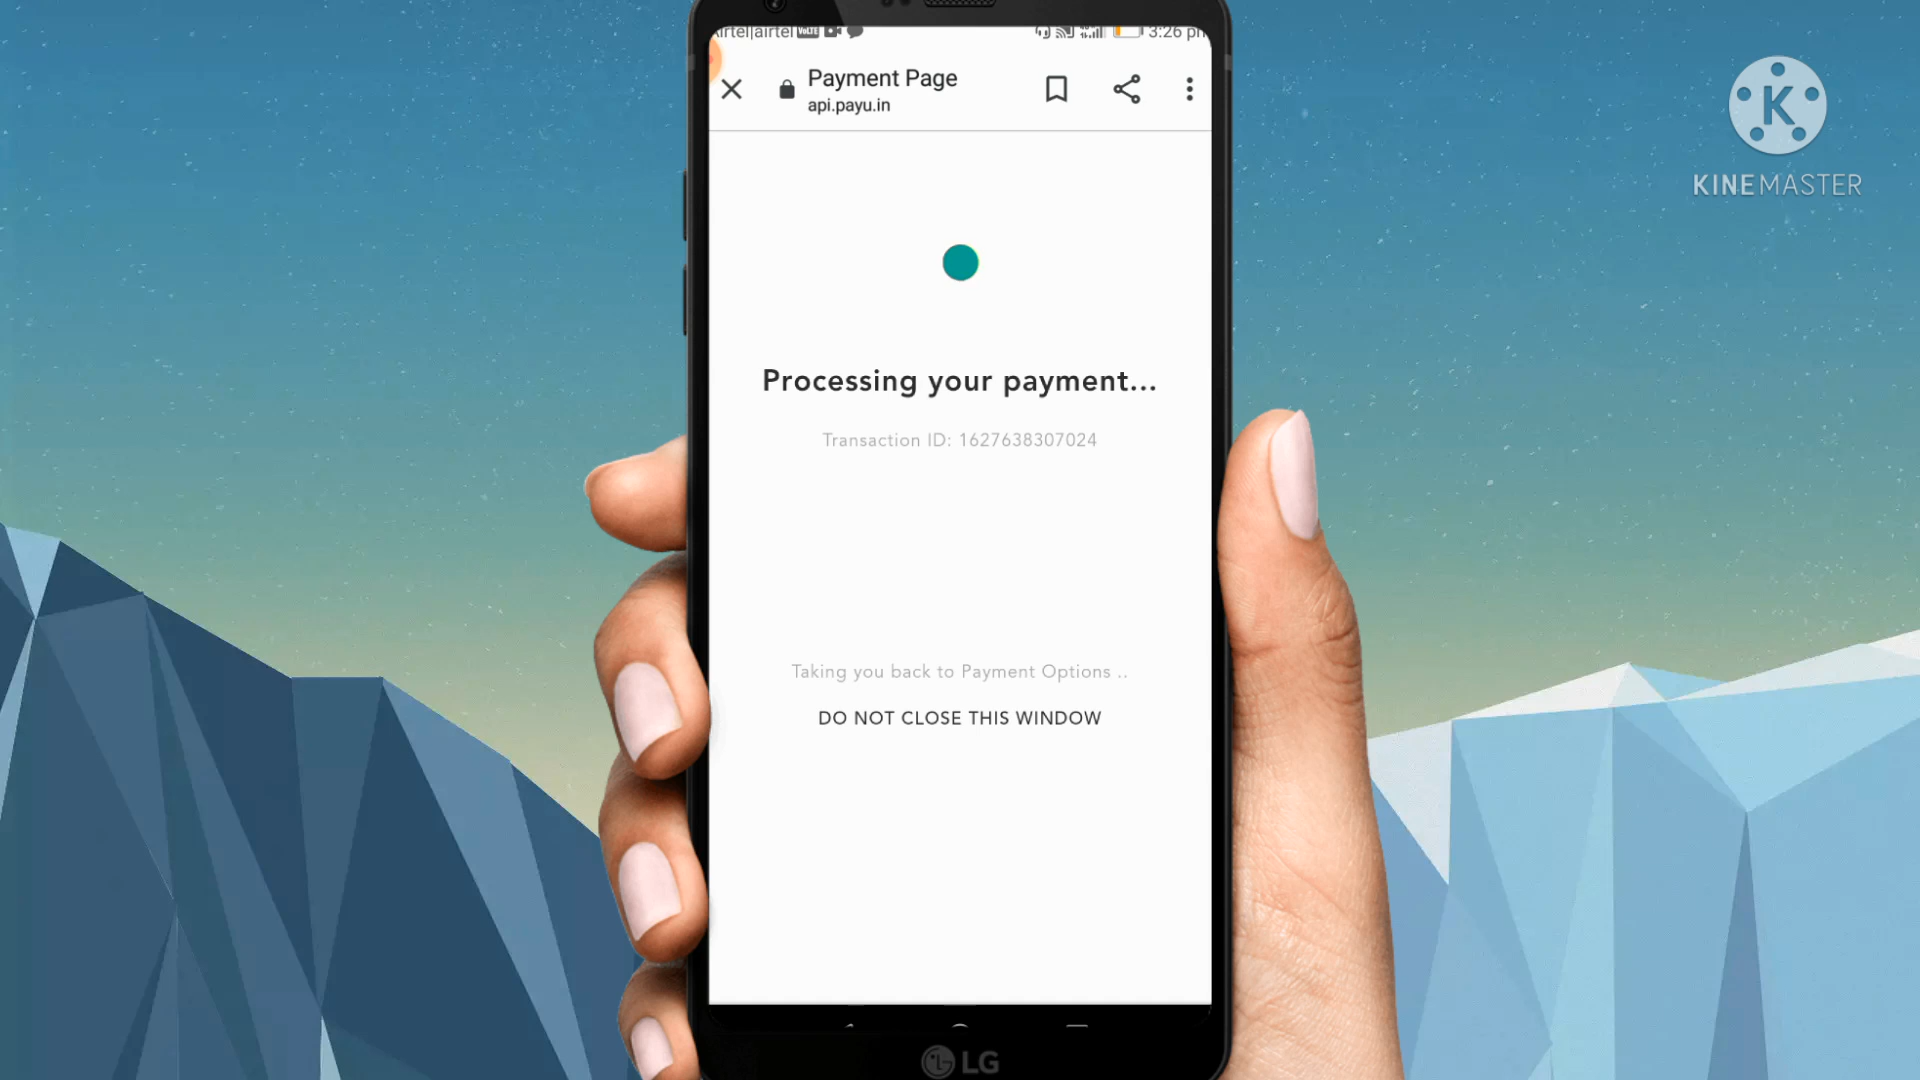 airtel|airtel VoLTE 3:26 pm
Payment Page
api.payu.in
K
KINEMASTER
Processing your payment...
Transaction ID: 1627638307024
Taking you back to Payment Options ..
DO NOT CLOSE THIS WINDOW
LG